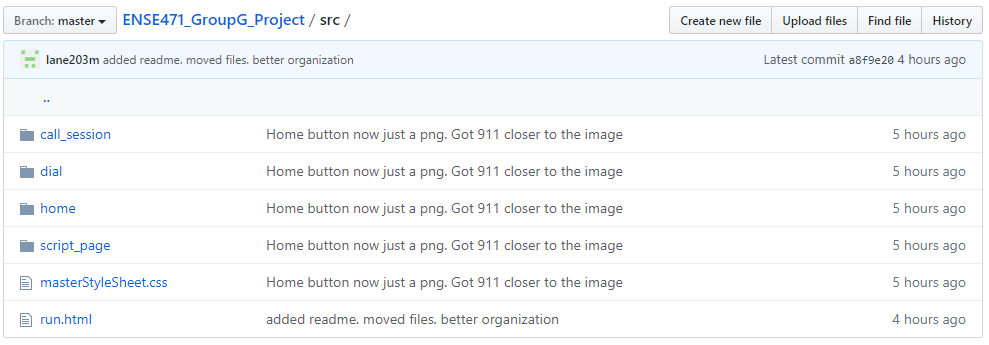 Branch: master ENSE471_GroupG_Project / src / Create new file Upload files Find file History
lane203m added readme. moved files. better organization Latest commit a8f9e20 4 hours ago
..
call_session Home button now just a png. Got 911 closer to the image 5 hours ago
dial Home button now just a png. Got 911 closer to the image 5 hours ago
home Home button now just a png. Got 911 closer to the image 5 hours ago
script_page Home button now just a png. Got 911 closer to the image 5 hours ago
masterStyleSheet.css Home button now just a png. Got 911 closer to the image 5 hours ago
run.html added readme. moved files. better organization 4 hours ago